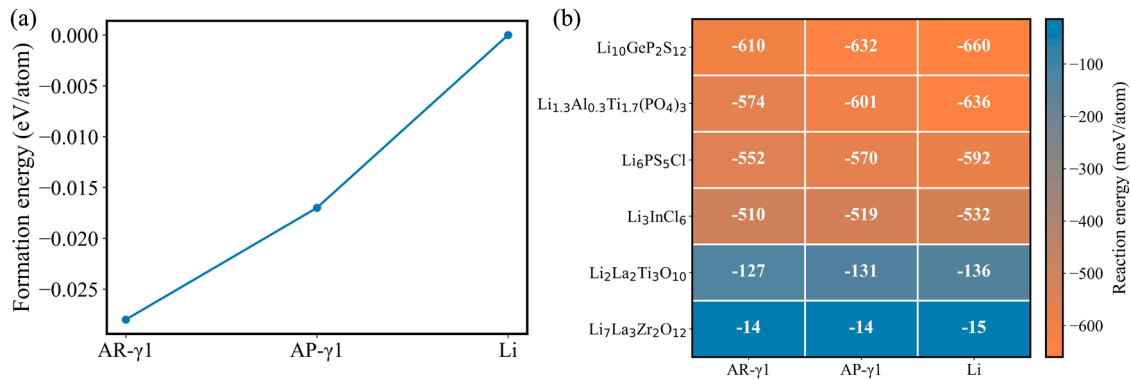 (a)
Formation energy (eV/atom)
0.000
−0.005
−0.010
−0.015
−0.020
−0.025
AR-γ1
AP-γ1
Li
(b)
Li₁₀GeP₂S₁₂
-610
-632
-660
Li₁.₃Al₀.₃Ti₁.₇(PO₄)₃
-574
-601
-636
Li₆PS₅Cl
-552
-570
-592
Li₃InCl₆
-510
-519
-532
Li₂La₂Ti₃O₁₀
-127
-131
-136
Li₇La₃Zr₂O₁₂
-14
-14
-15
AR-γ1
AP-γ1
Li
−100
−200
−300
−400
−500
−600
Reaction energy (meV/atom)